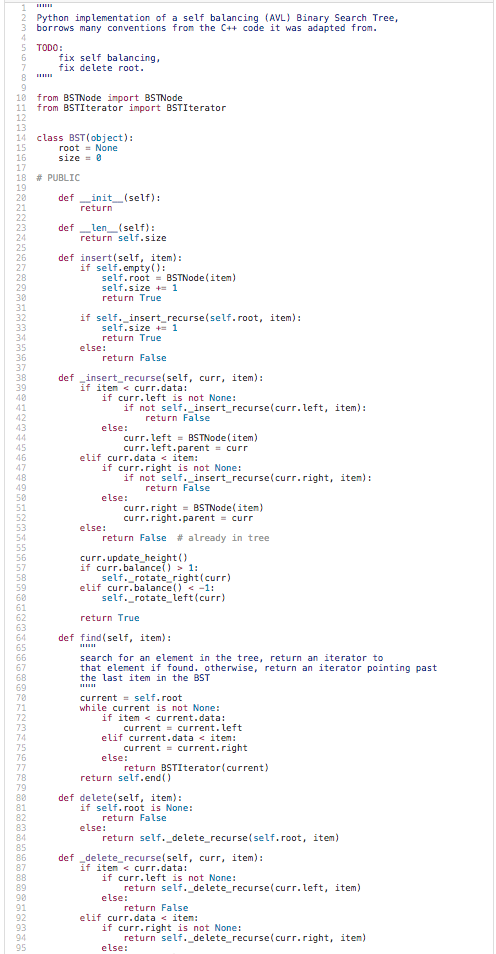 1 """
2 Python implementation of a self balancing (AVL) Binary Search Tree,
3 borrows many conventions from the C++ code it was adapted from.
4
5 TODO:
6     fix self balancing,
7     fix delete root.
8 """
9
10 from BSTNode import BSTNode
11 from BSTIterator import BSTIterator
12
13
14 class BST(object):
15     root = None
16     size = 0
17
18 # PUBLIC
19
20     def __init__(self):
21         return
22
23     def __len__(self):
24         return self.size
25
26     def insert(self, item):
27         if self.empty():
28             self.root = BSTNode(item)
29             self.size += 1
30             return True
31
32         if self._insert_recurse(self.root, item):
33             self.size += 1
34             return True
35         else:
36             return False
37
38     def _insert_recurse(self, curr, item):
39         if item < curr.data:
40             if curr.left is not None:
41                 if not self._insert_recurse(curr.left, item):
42                     return False
43             else:
44                 curr.left = BSTNode(item)
45                 curr.left.parent = curr
46         elif curr.data < item:
47             if curr.right is not None:
48                 if not self._insert_recurse(curr.right, item):
49                     return False
50             else:
51                 curr.right = BSTNode(item)
52                 curr.right.parent = curr
53         else:
54             return False  # already in tree
55
56         curr.update_height()
57         if curr.balance() > 1:
58             self._rotate_right(curr)
59         elif curr.balance() < -1:
60             self._rotate_left(curr)
61
62         return True
63
64     def find(self, item):
65         """
66         search for an element in the tree, return an iterator to
67         that element if found. otherwise, return an iterator pointing past
68         the last item in the BST
69         """
70         current = self.root
71         while current is not None:
72             if item < current.data:
73                 current = current.left
74             elif current.data < item:
75                 current = current.right
76             else:
77                 return BSTIterator(current)
78         return self.end()
79
80     def delete(self, item):
81         if self.root is None:
82             return False
83         else:
84             return self._delete_recurse(self.root, item)
85
86     def _delete_recurse(self, curr, item):
87         if item < curr.data:
88             if curr.left is not None:
89                 return self._delete_recurse(curr.left, item)
90             else:
91                 return False
92         elif curr.data < item:
93             if curr.right is not None:
94                 return self._delete_recurse(curr.right, item)
95             else: